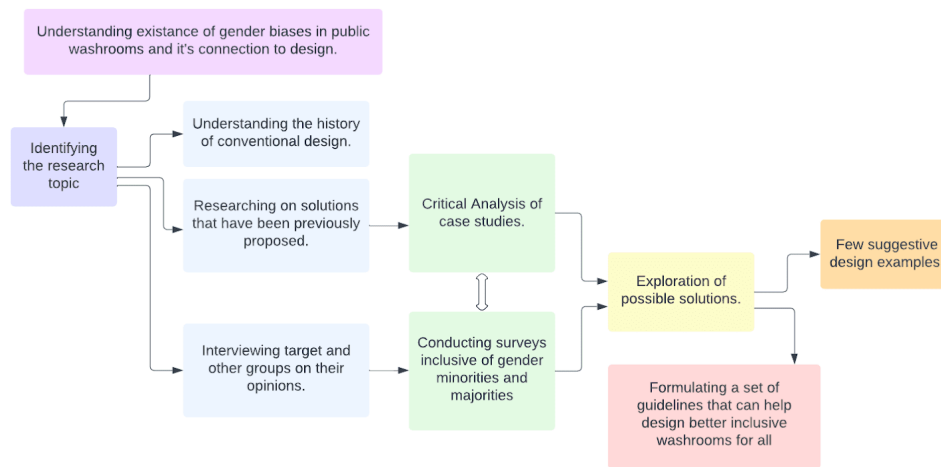 Understanding existance of gender biases in public
washrooms and it's connection to design.
Identifying
the research
topic
Understanding the history
of conventional design.
Researching on solutions
that have been previously
proposed.
Interviewing target and
other groups on their
opinions.
Critical Analysis of
case studies.
Conducting surveys
inclusive of gender
minorities and
majorities
Exploration of
possible solutions.
Few suggestive
design examples
Formulating a set of
guidelines that can help
design better inclusive
washrooms for all